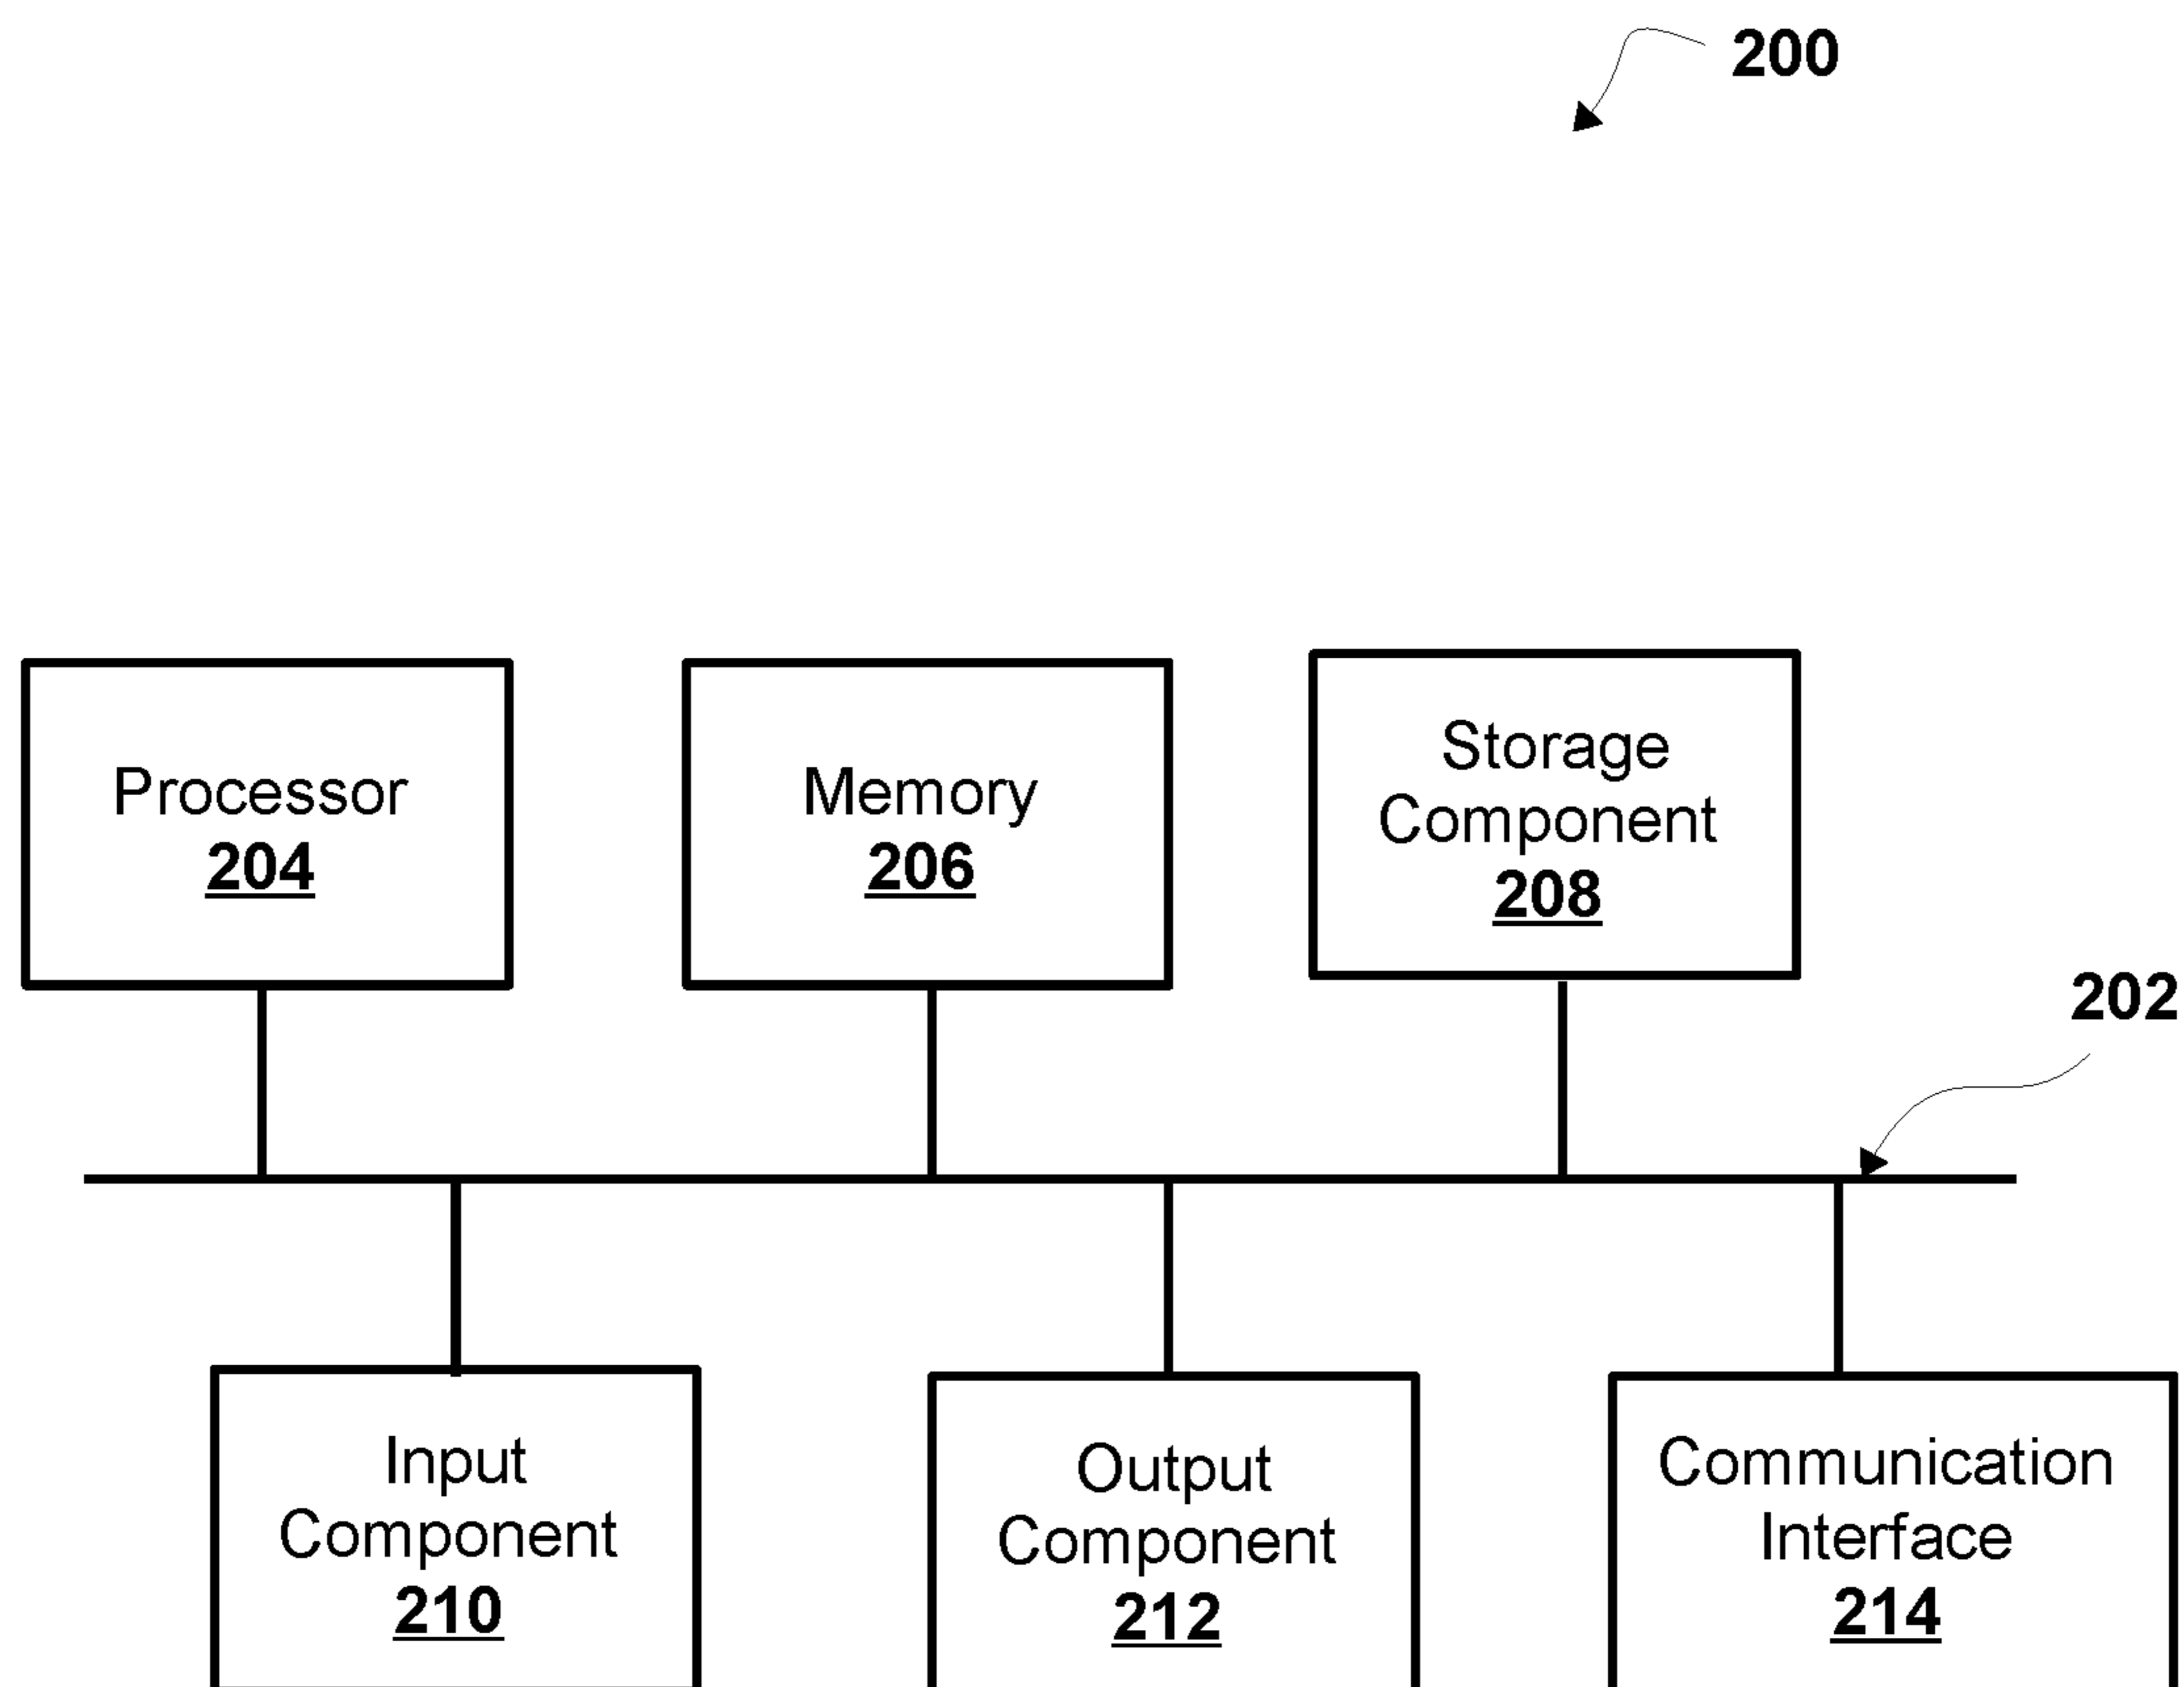 200
Processor
204
Memory
206
Storage
Component
208
202
Input
Component
210
Output
Component
212
Communication
Interface
214